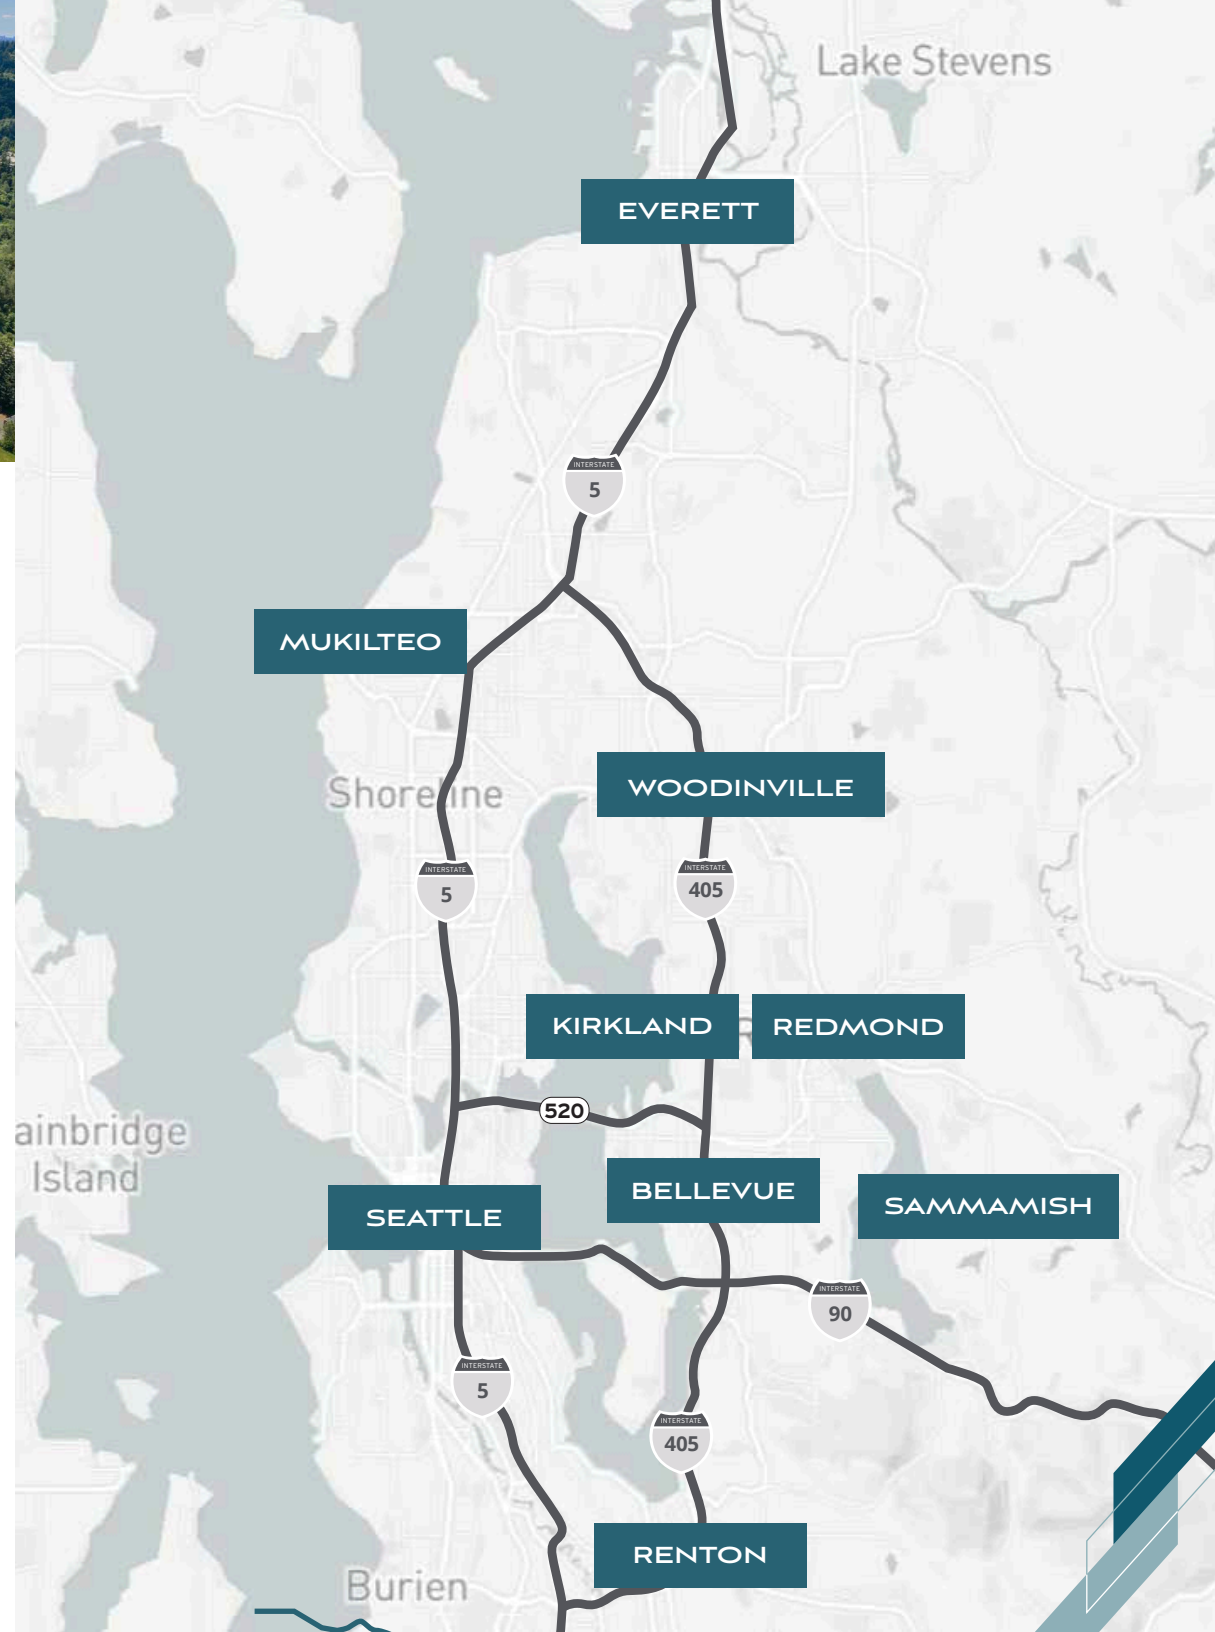 Lake Stevens
EVERETT
INTERSTATE
5
MUKILTEO
WOODINVILLE
Shoreline
INTERSTATE
5
INTERSTATE
405
KIRKLAND
REDMOND
520
ainbridge
Island
BELLEVUE
SAMMAMISH
SEATTLE
INTERSTATE
90
INTERSTATE
5
INTERSTATE
405
RENTON
Burien